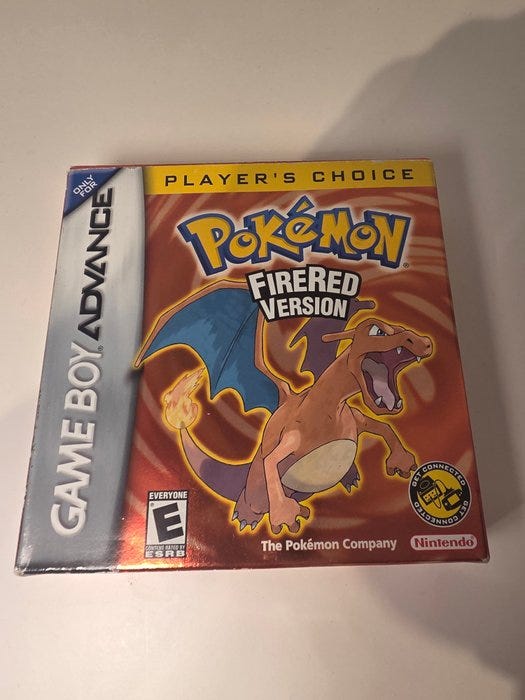 ONLY
FOR
GAME BOY ADVANCE
PLAYER'S CHOICE
POKéMON
FIRERED
VERSION
EVERYONE
E
CONTENT RATED BY
ESRB
The Pokémon Company
GET CONNECTED
GET CONNECTED
Nintendo